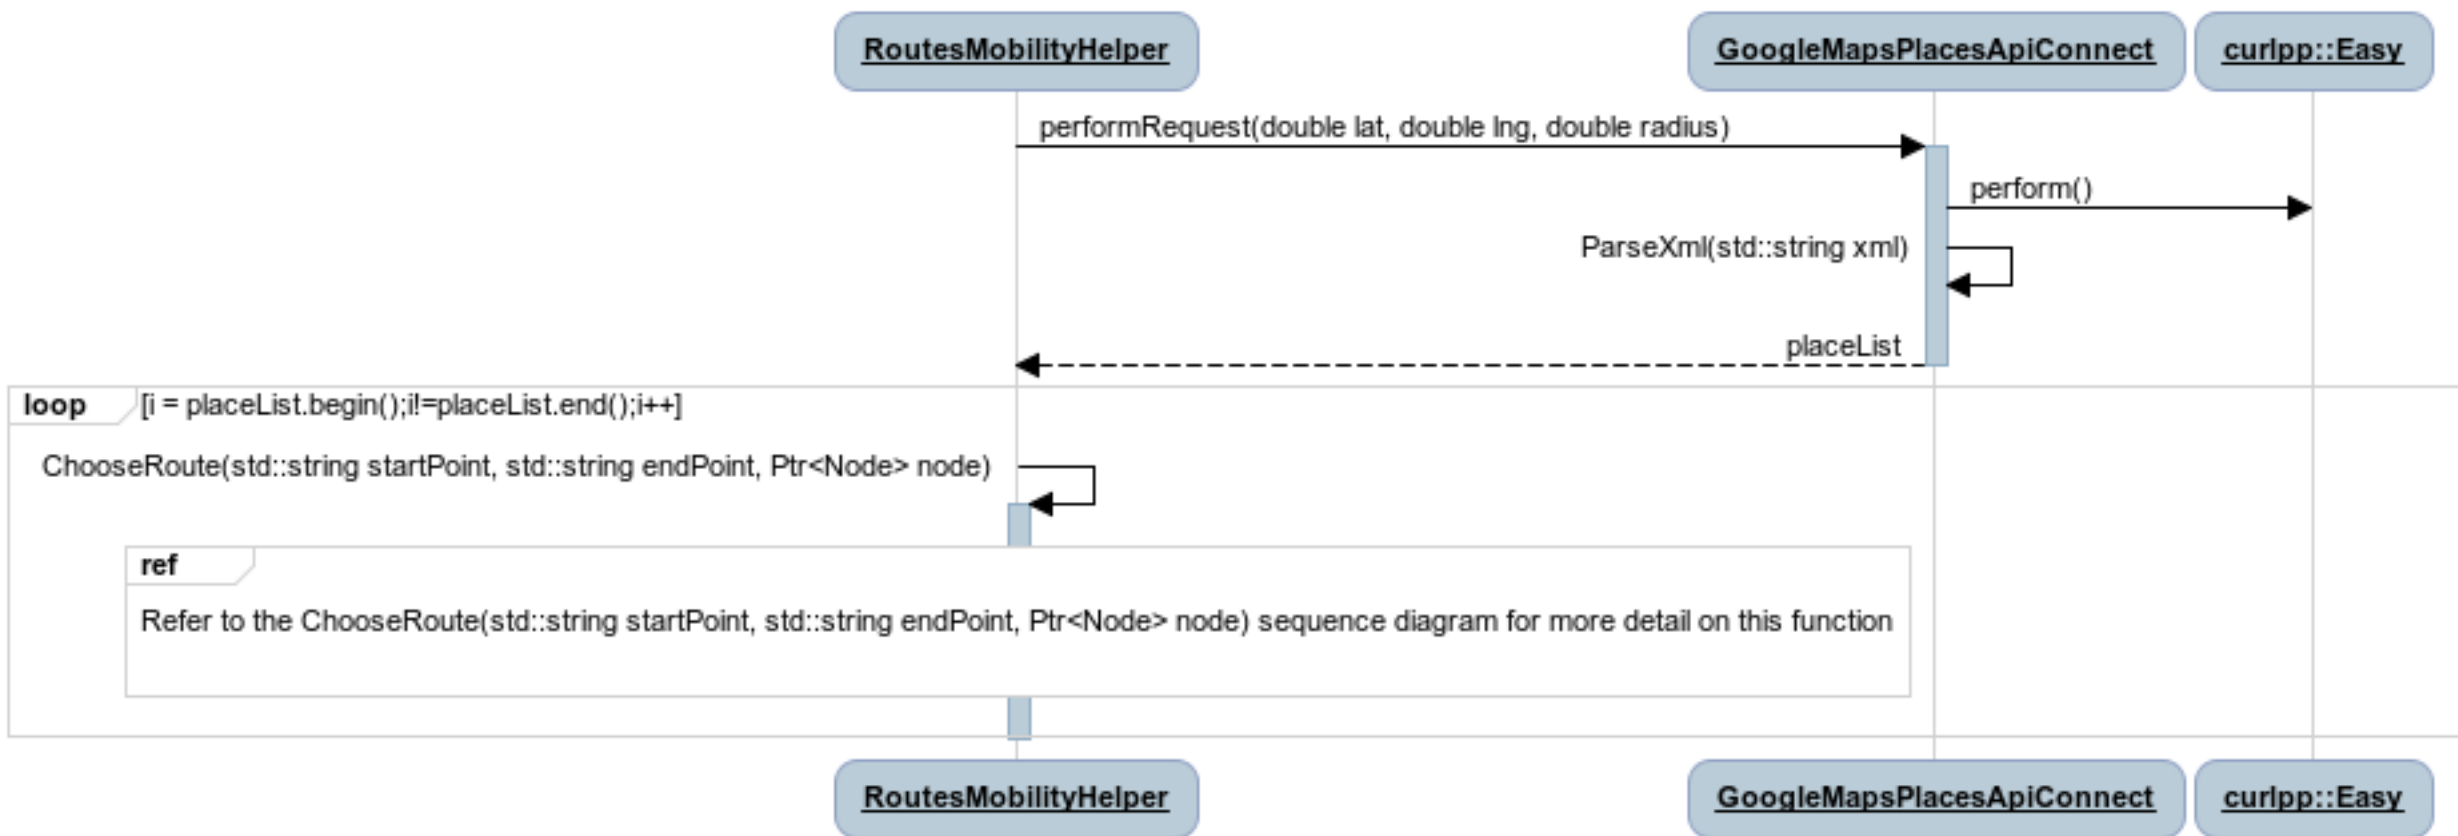 RoutesMobilityHelper
GoogleMapsPlacesApiConnect
curlpp::Easy
performRequest(double lat, double lng, double radius)
perform()
ParseXml(std::string xml)
placeList
loop [i = placeList.begin();i!=placeList.end();i++]
ChooseRoute(std::string startPoint, std::string endPoint, Ptr<Node> node)
ref
Refer to the ChooseRoute(std::string startPoint, std::string endPoint, Ptr<Node> node) sequence diagram for more detail on this function
RoutesMobilityHelper
GoogleMapsPlacesApiConnect
curlpp::Easy